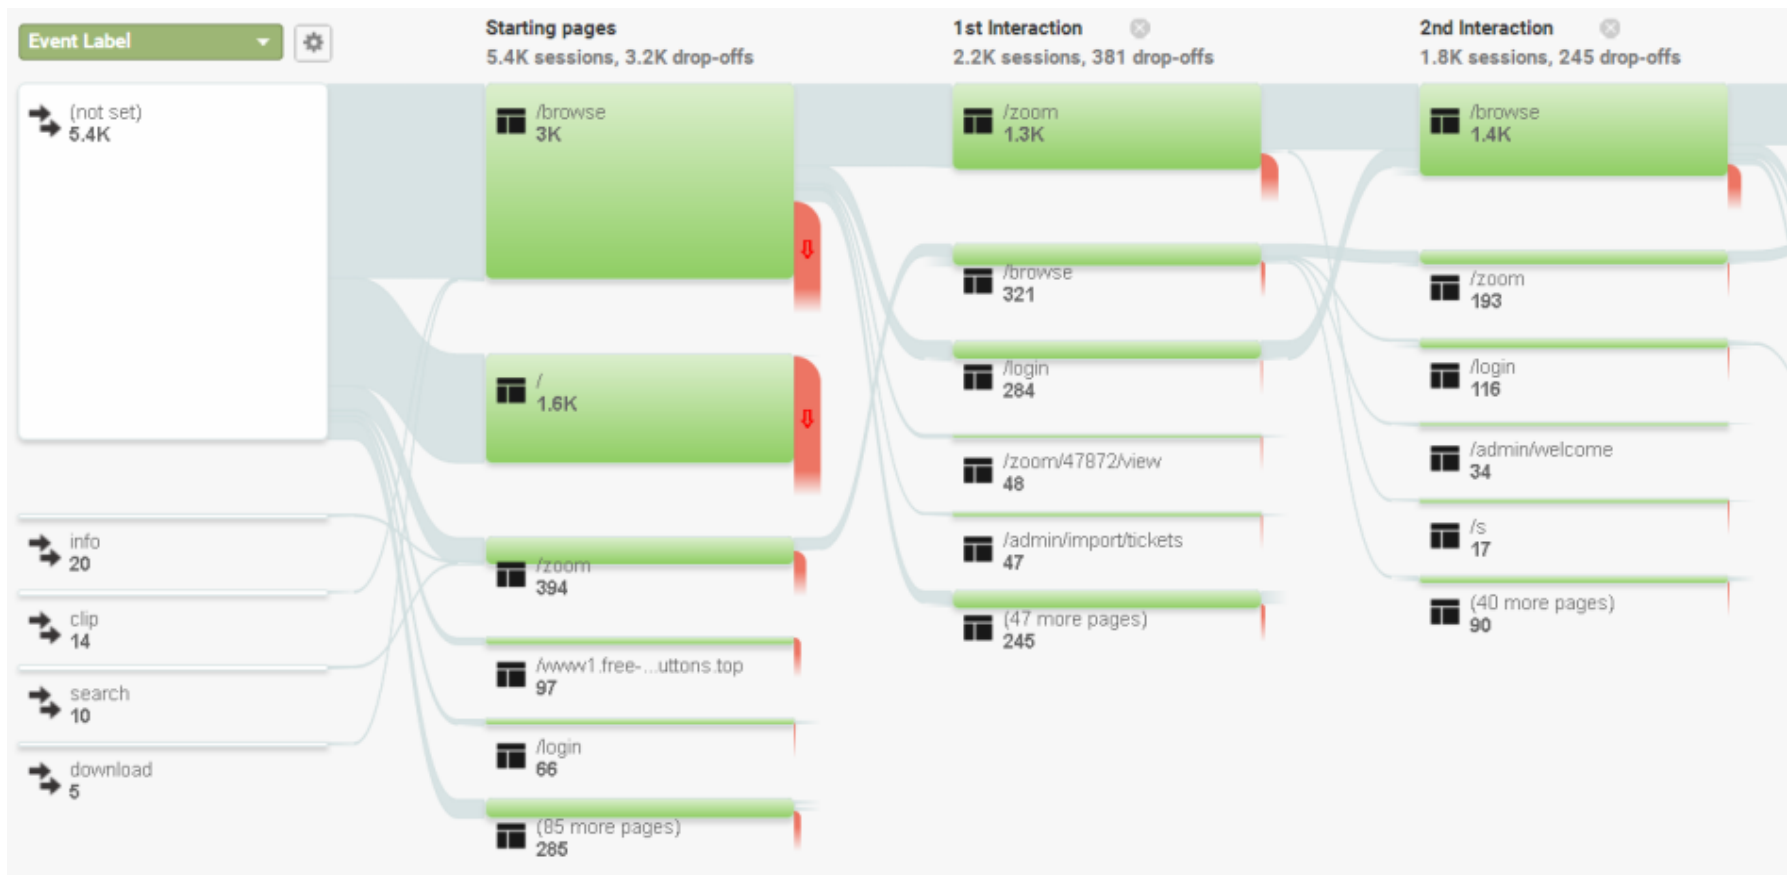 Event Label
Starting pages
5.4K sessions, 3.2K drop-offs
1st Interaction
2.2K sessions, 381 drop-offs
2nd Interaction
1.8K sessions, 245 drop-offs
(not set)
5.4K
info
20
clip
14
search
10
download
5
/browse
3K
/
1.6K
/zoom
394
/www1.free-...uttons.top
97
/login
66
(85 more pages)
285
/zoom
1.3K
/browse
321
/login
284
/zoom/47872/view
48
/admin/import/tickets
47
(47 more pages)
245
/browse
1.4K
/zoom
193
/login
116
/admin/welcome
34
/s
17
(40 more pages)
90